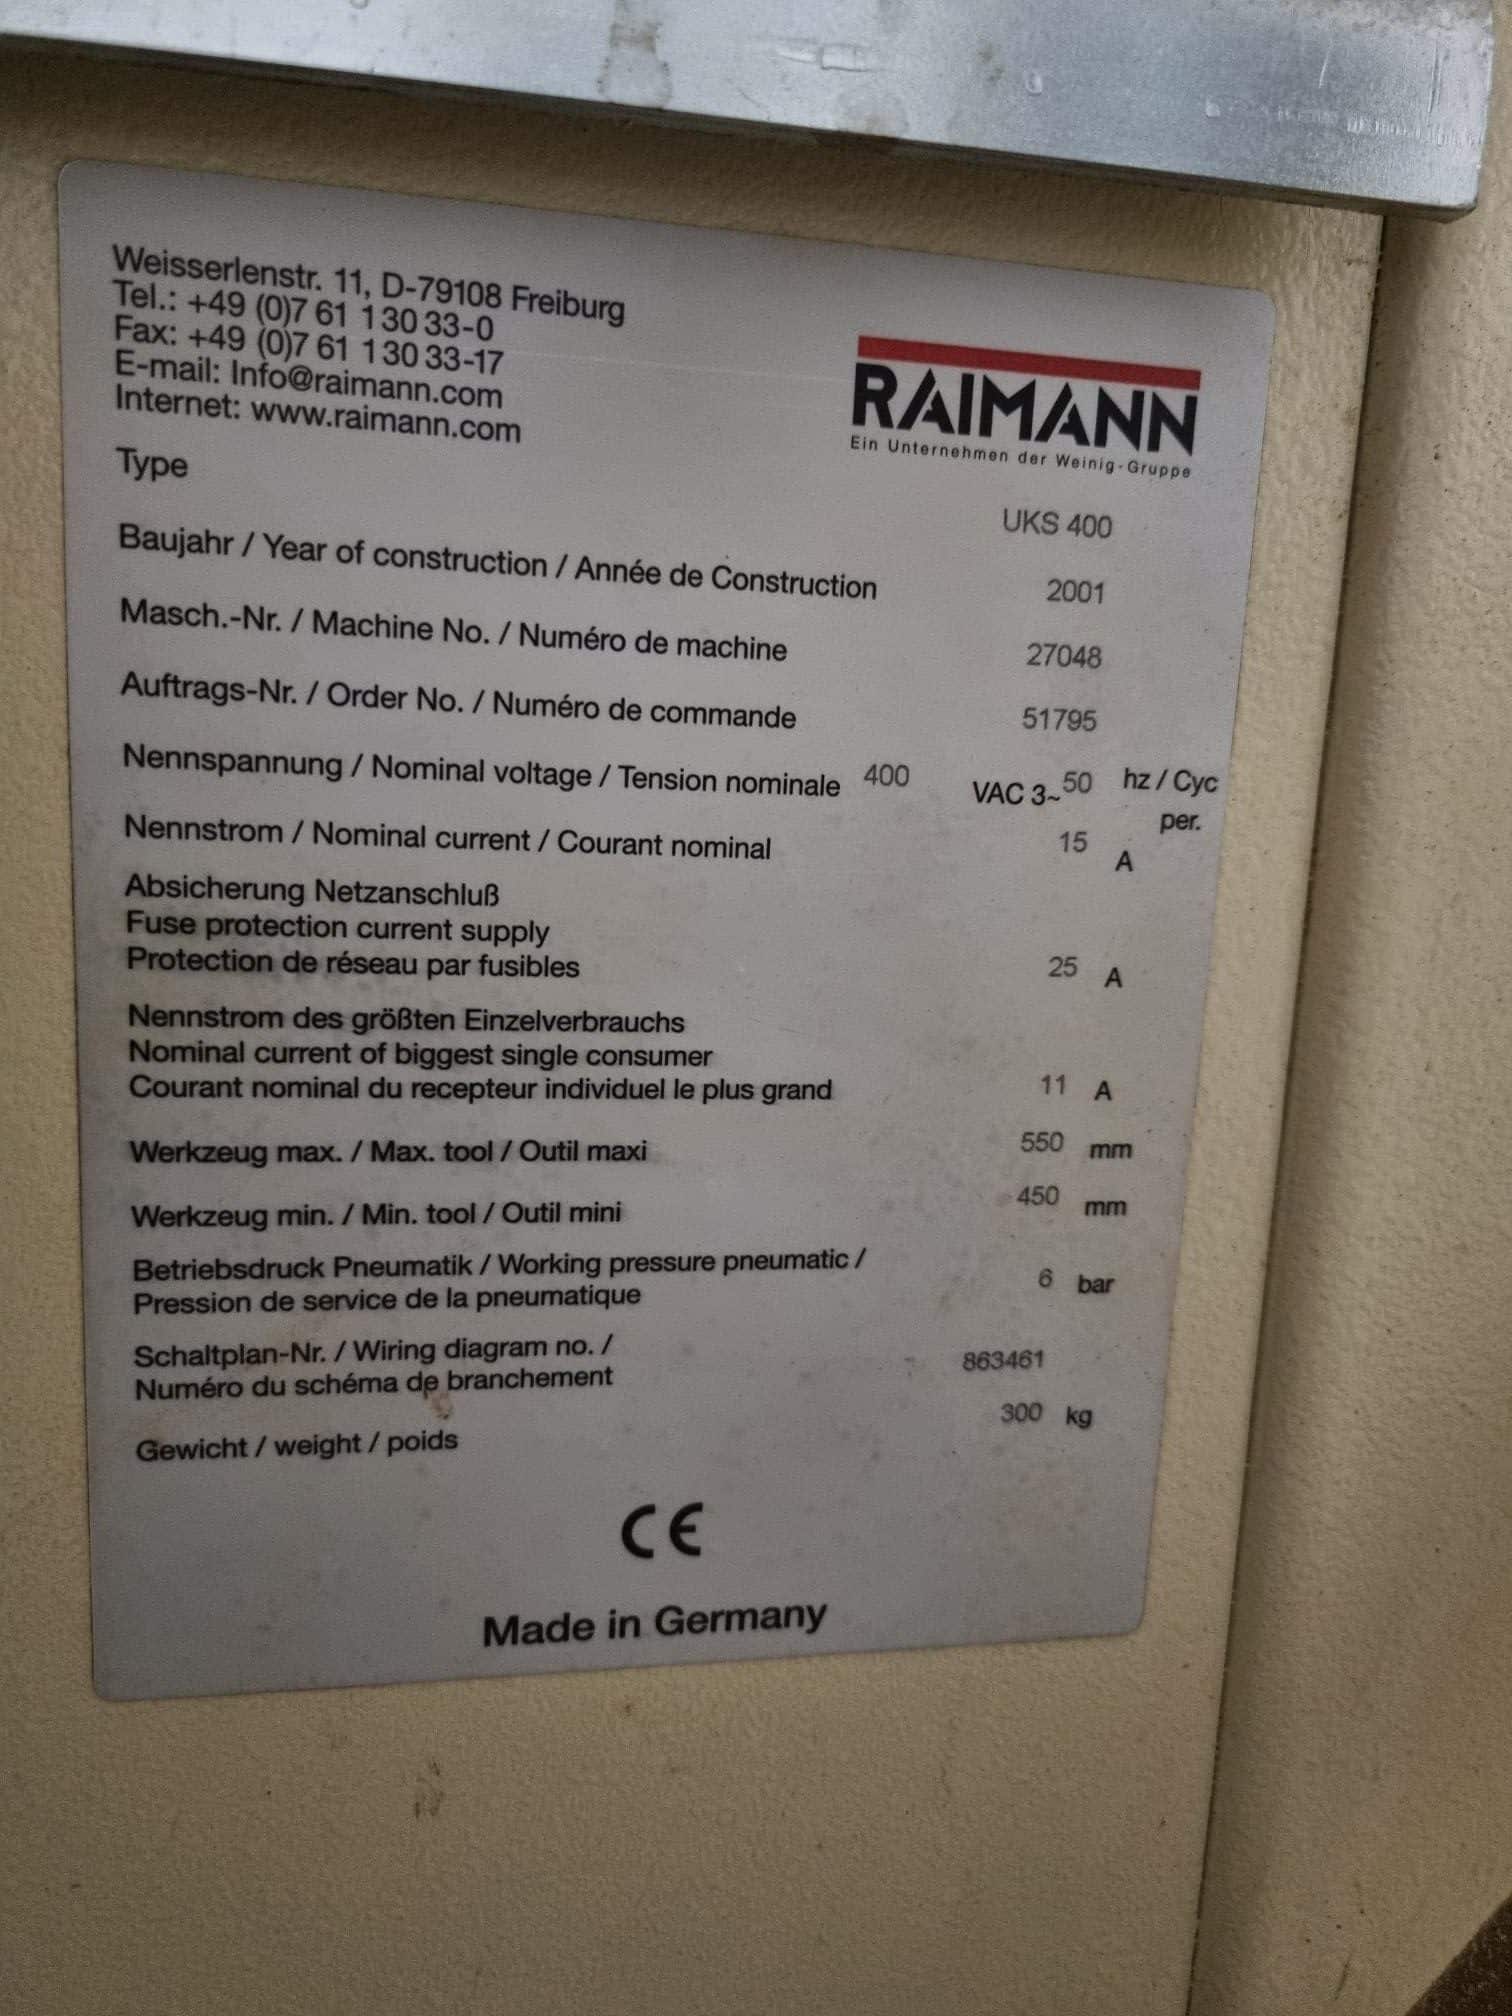 Weisserlenstr. 11, D-79108 Freiburg
Tel.: +49 (0)7 61 1 30 33-0
Fax: +49 (0)7 61 1 30 33-17
E-mail: Info@raimann.com
Internet: www.raimann.com
RAIMANN
Ein Unternehmen der Weinig-Gruppe
Type UKS 400
Baujahr / Year of construction / Année de Construction 2001
Masch.-Nr. / Machine No. / Numéro de machine 27048
Auftrags-Nr. / Order No. / Numéro de commande 51795
Nennspannung / Nominal voltage / Tension nominale 400 VAC 3~ 50 hz / Cyc
per.
Nennstrom / Nominal current / Courant nominal 15 A
Absicherung Netzanschluß
Fuse protection current supply
Protection de réseau par fusibles 25 A
Nennstrom des größten Einzelverbrauchs
Nominal current of biggest single consumer
Courant nominal du recepteur individuel le plus grand 11 A
Werkzeug max. / Max. tool / Outil maxi 550 mm
Werkzeug min. / Min. tool / Outil mini 450 mm
Betriebsdruck Pneumatik / Working pressure pneumatic /
Pression de service de la pneumatique 6 bar
Schaltplan-Nr. / Wiring diagram no. /
Numéro du schéma de branchement 863461
Gewicht / weight / poids 300 kg
CE
Made in Germany